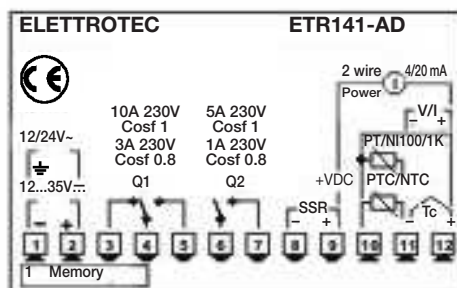 ELETTROTEC ETR141-AD
CE
2 wire 4/20 mA
Power
10A 230V 5A 230V
Cosf 1 Cosf 1
V/I
- +
12/24V~
3A 230V 1A 230V
Cosf 0.8 Cosf 0.8
PT/NI100/1K
12...35V
Q1 Q2
+VDC PTC/NTC
SSR
- +
- +
Tc
- +
1 2 3 4 5 6 7 8 9 10 11 12
1 Memory